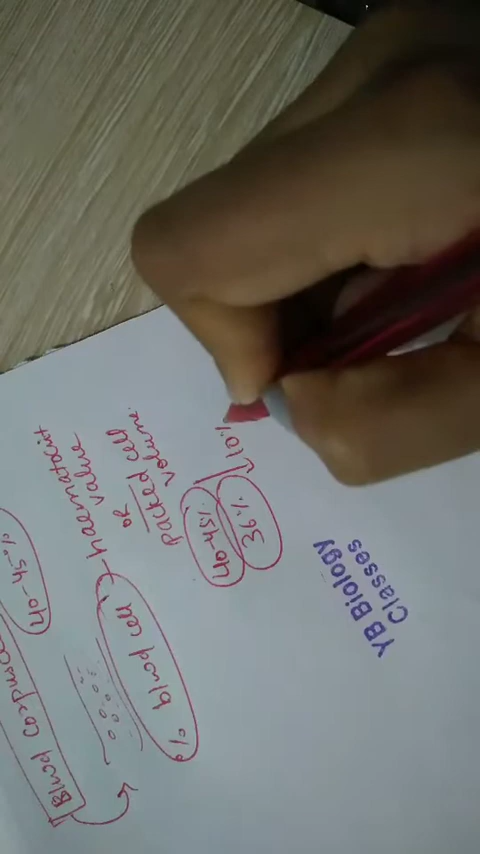 Blood corpuscle
40-45%
% blood cell - haematocrit
or value
Packed cell
volume.
40-45%
36% 10%
YB Biology
Classes